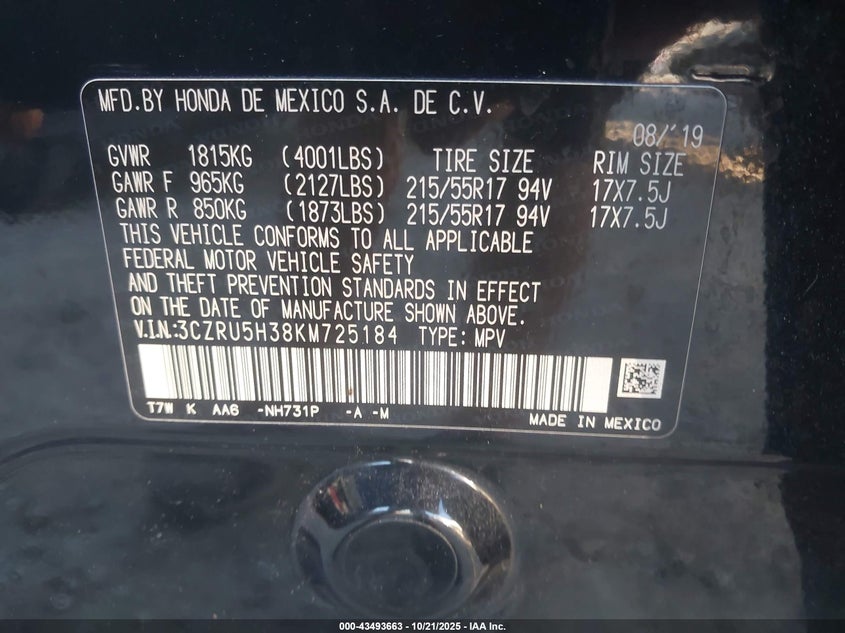 MFD.BY HONDA DE MEXICO S.A. DE C.V.
08/'19
GVWR 1815KG (4001LBS) TIRE SIZE RIM SIZE
GAWR F 965KG (2127LBS) 215/55R17 94V 17X7.5J
GAWR R 850KG (1873LBS) 215/55R17 94V 17X7.5J
THIS VEHICLE CONFORMS TO ALL APPLICABLE
FEDERAL MOTOR VEHICLE SAFETY
AND THEFT PREVENTION STANDARDS IN EFFECT
ON THE DATE OF MANUFACTURE SHOWN ABOVE.
V.I.N:3CZRU5H38KM725184 TYPE: MPV
T7W K AA6 -NH731P -A -M
MADE IN MEXICO
000-43493663 - 10/21/2025 - IAA Inc.